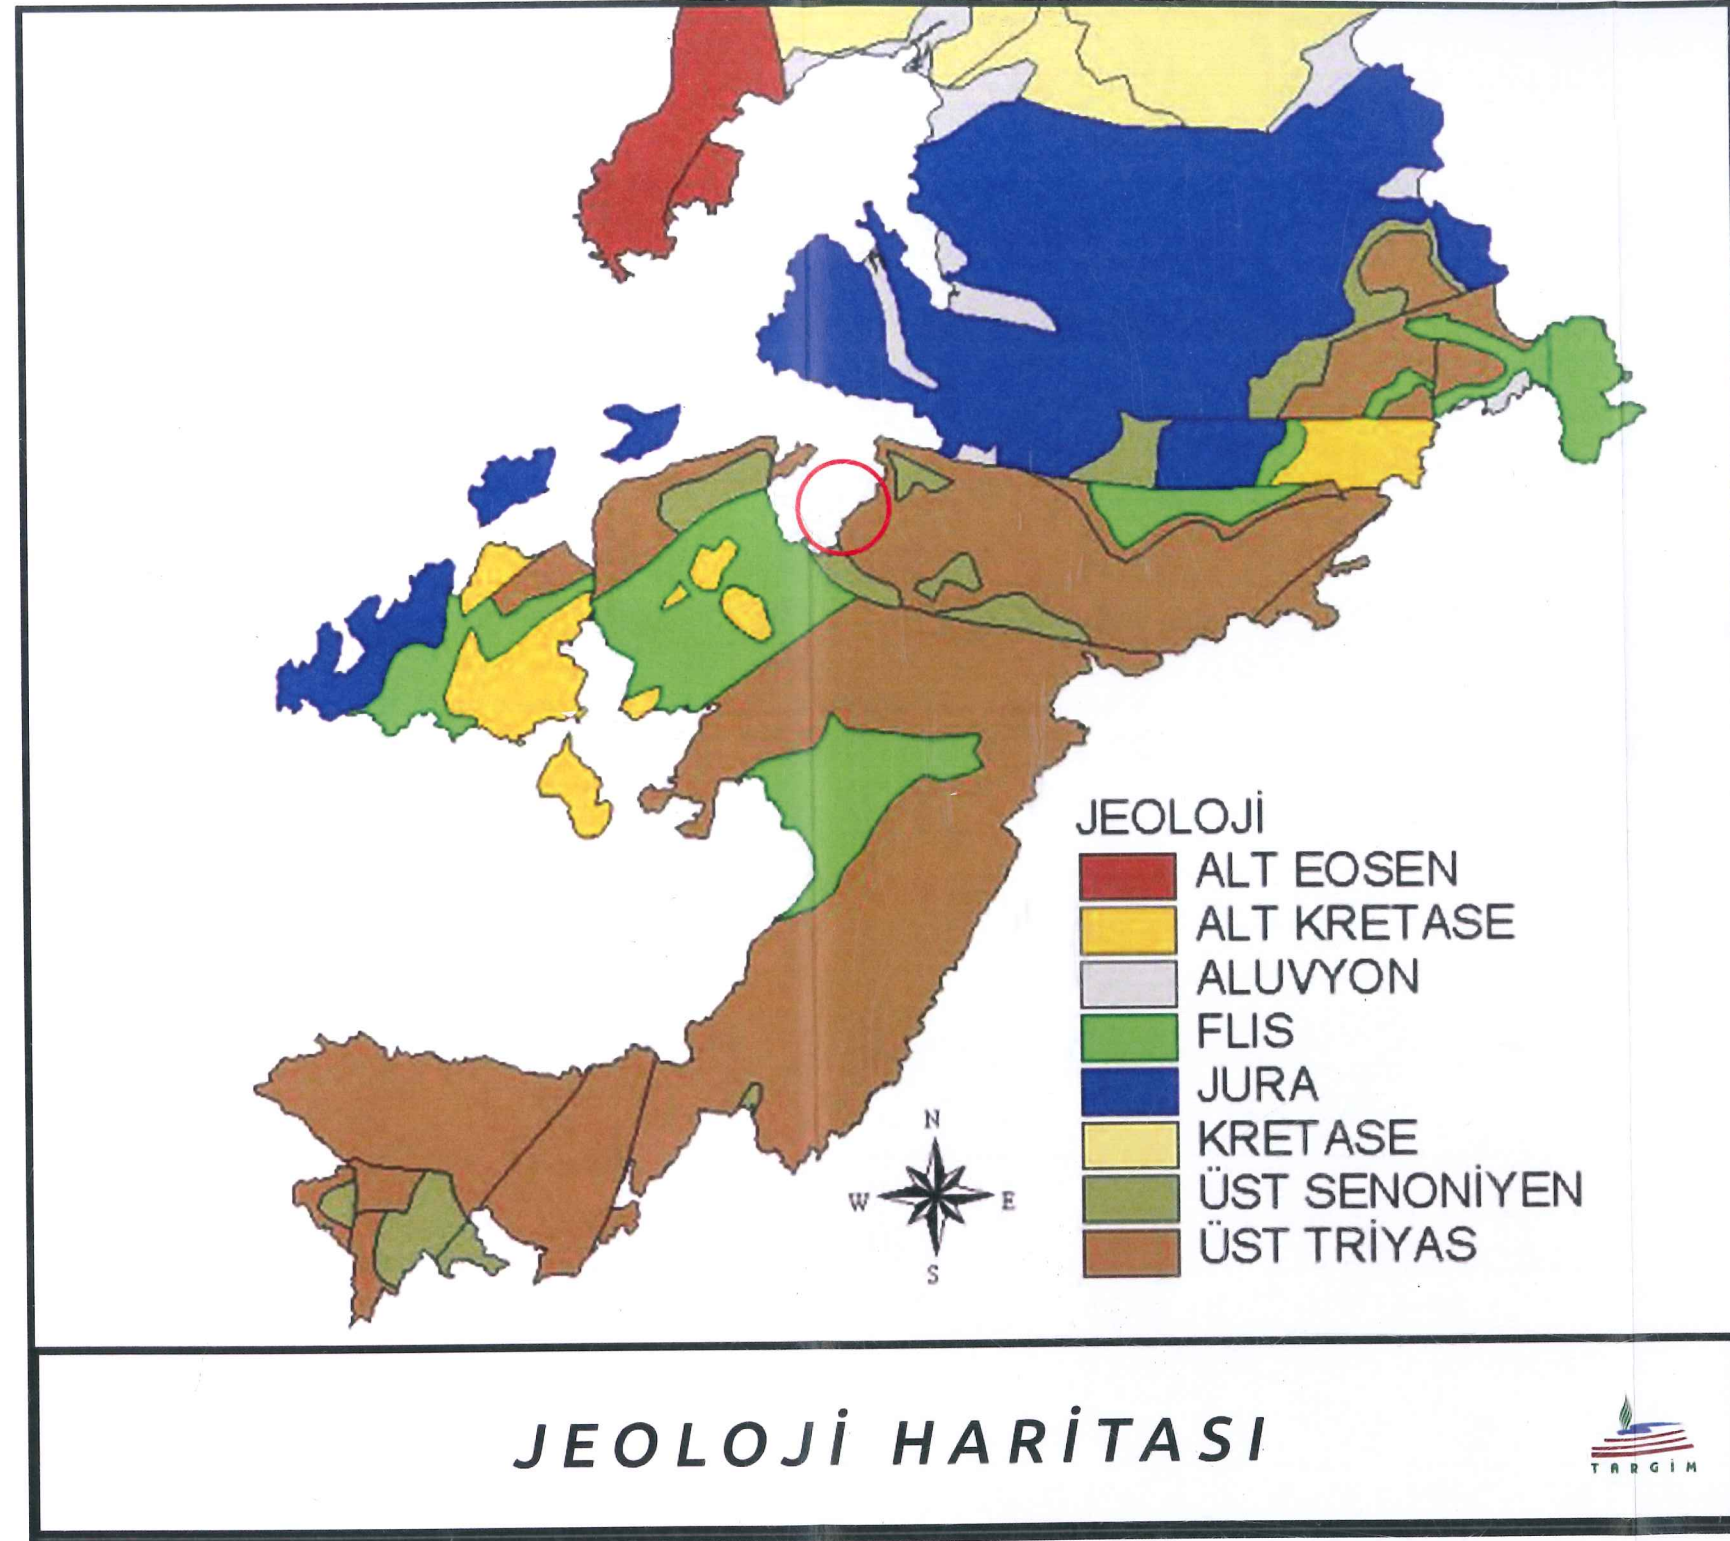 JEOLOJİ
ALT EOSEN
ALT KRETASE
ALUVYON
FLIS
JURA
KRETASE
ÜST SENONİYEN
ÜST TRİYAS
N
W E
S
JEOLOJİ HARİTASI
TARGİM